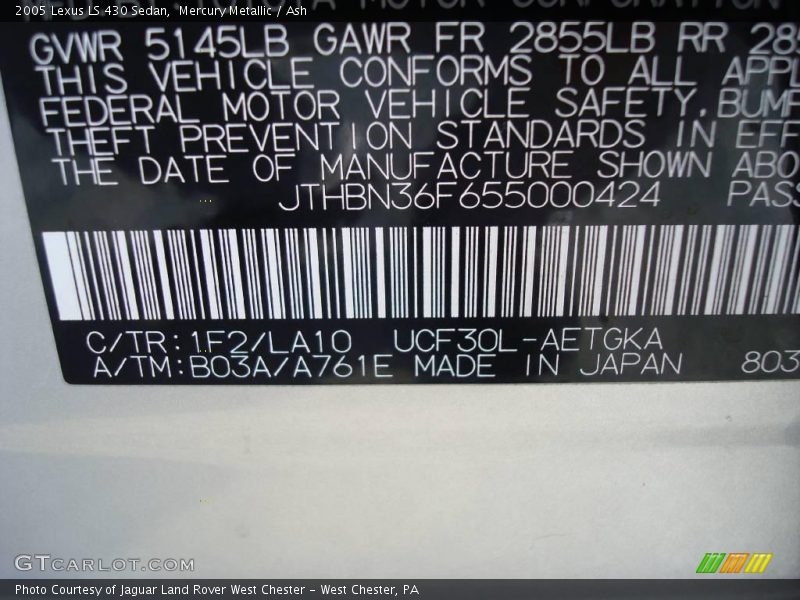 2005 Lexus LS 430 Sedan, Mercury Metallic / Ash
MOTOR CORPORATION
GVWR 5145LB GAWR FR 2855LB RR
THIS VEHICLE CONFORMS TO ALL
FEDERAL MOTOR VEHICLE SAFETY,
THEFT PREVENTION STANDARDS IN
THE DATE OF MANUFACTURE SHOWN
JTHBN36F655000424
C/TR:1F2/LA10 UCF30L-AETGKA
A/TM:B03A/A761E MADE IN JAPAN 803
GTCARLOT.COM
Photo Courtesy of Jaguar Land Rover West Chester - West Chester, PA